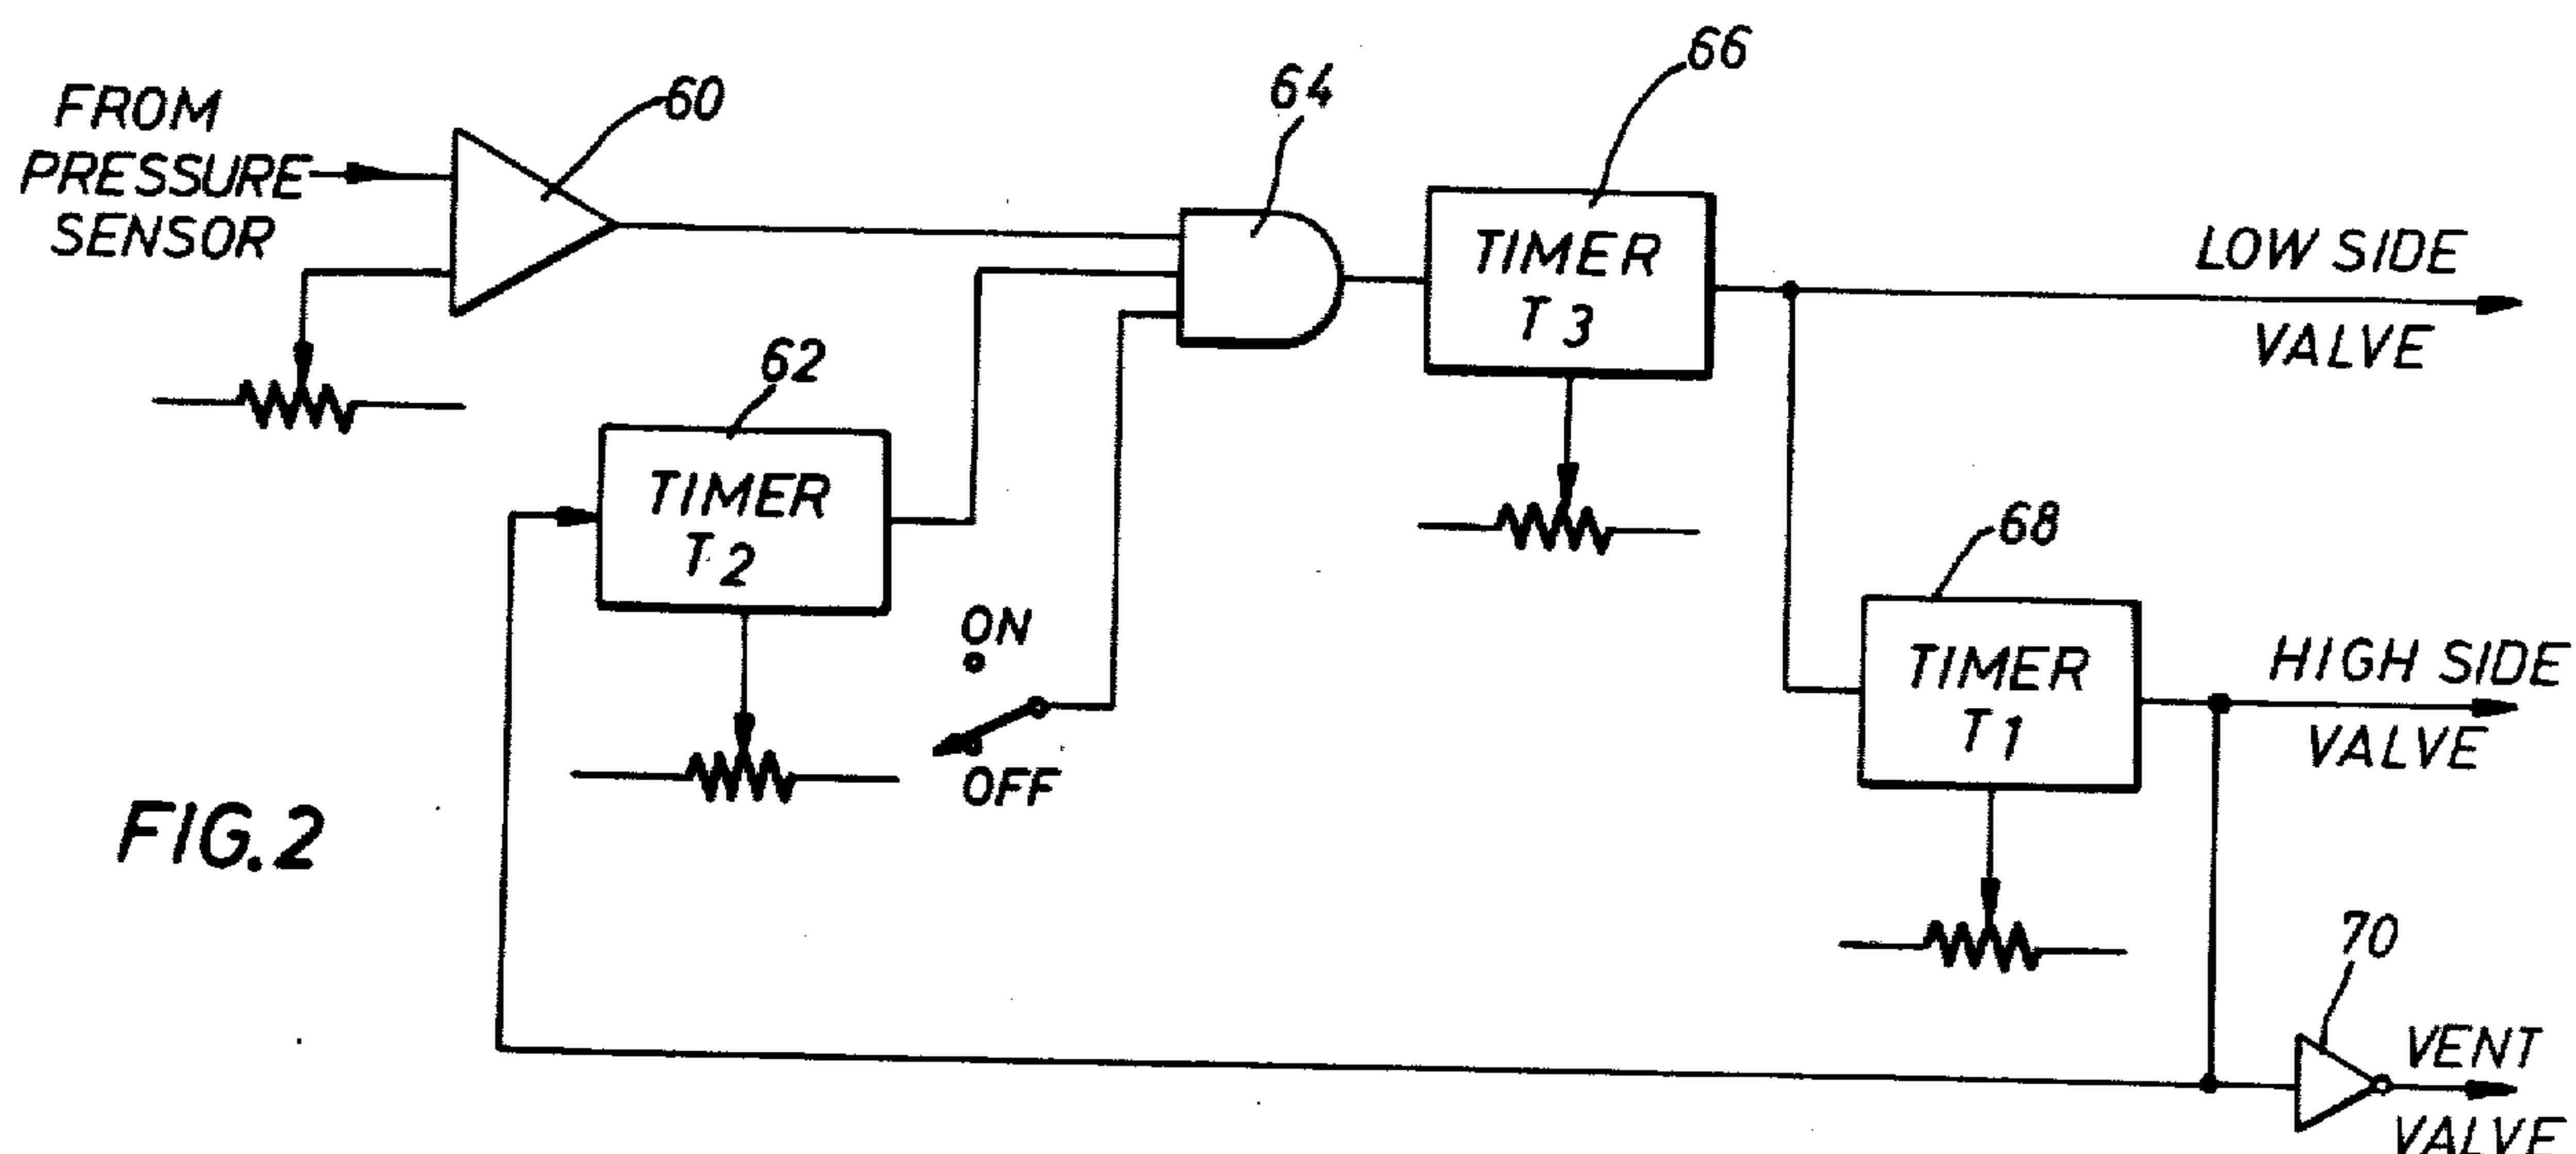 FROM
PRESSURE
SENSOR
60
64
66
TIMER
T3
LOW SIDE
VALVE
62
TIMER
T2
ON
OFF
68
TIMER
T1
HIGH SIDE
VALVE
FIG.2
70
VENT
VALVE